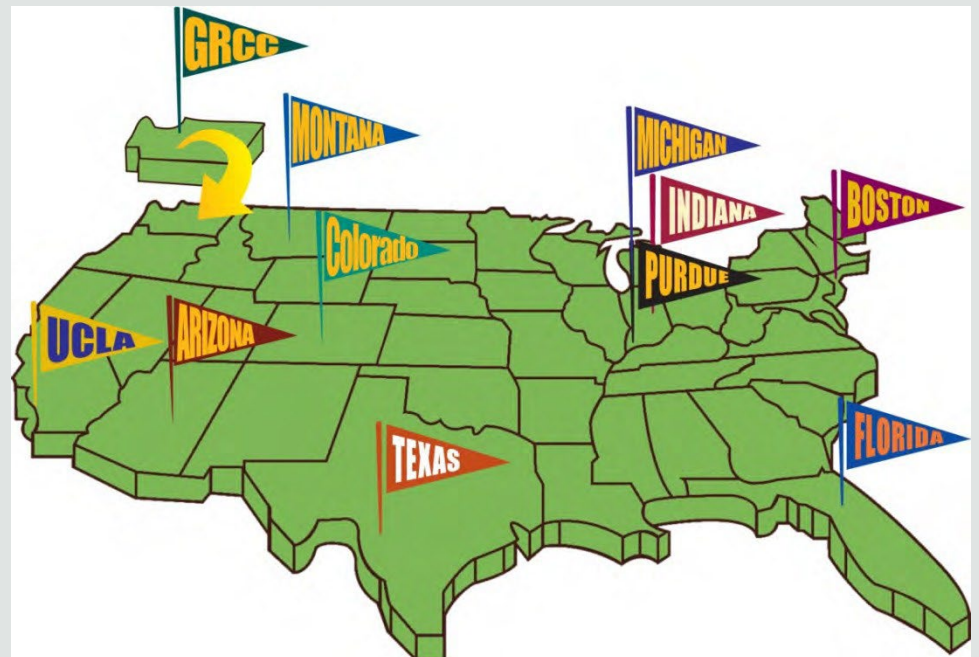 GRCC
MONTANA
MICHIGAN
INDIANA
BOSTON
Colorado
PURDUE
UCLA
ARIZONA
TEXAS
FLORIDA